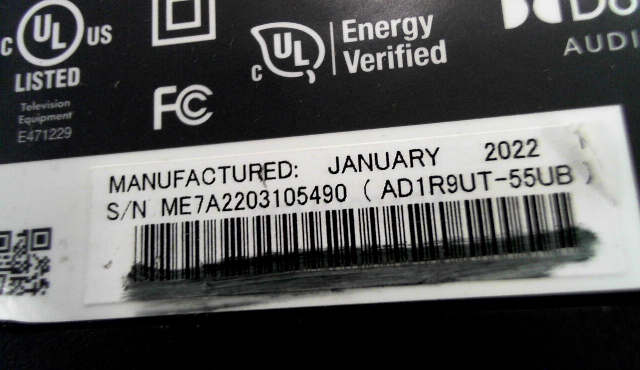 C UL US
LISTED
Television
Equipment
E471229
FC
C UL
Energy
Verified
AUDI
MANUFACTURED: JANUARY 2022
S/N ME7A2203105490 ( AD1R9UT-55UB )